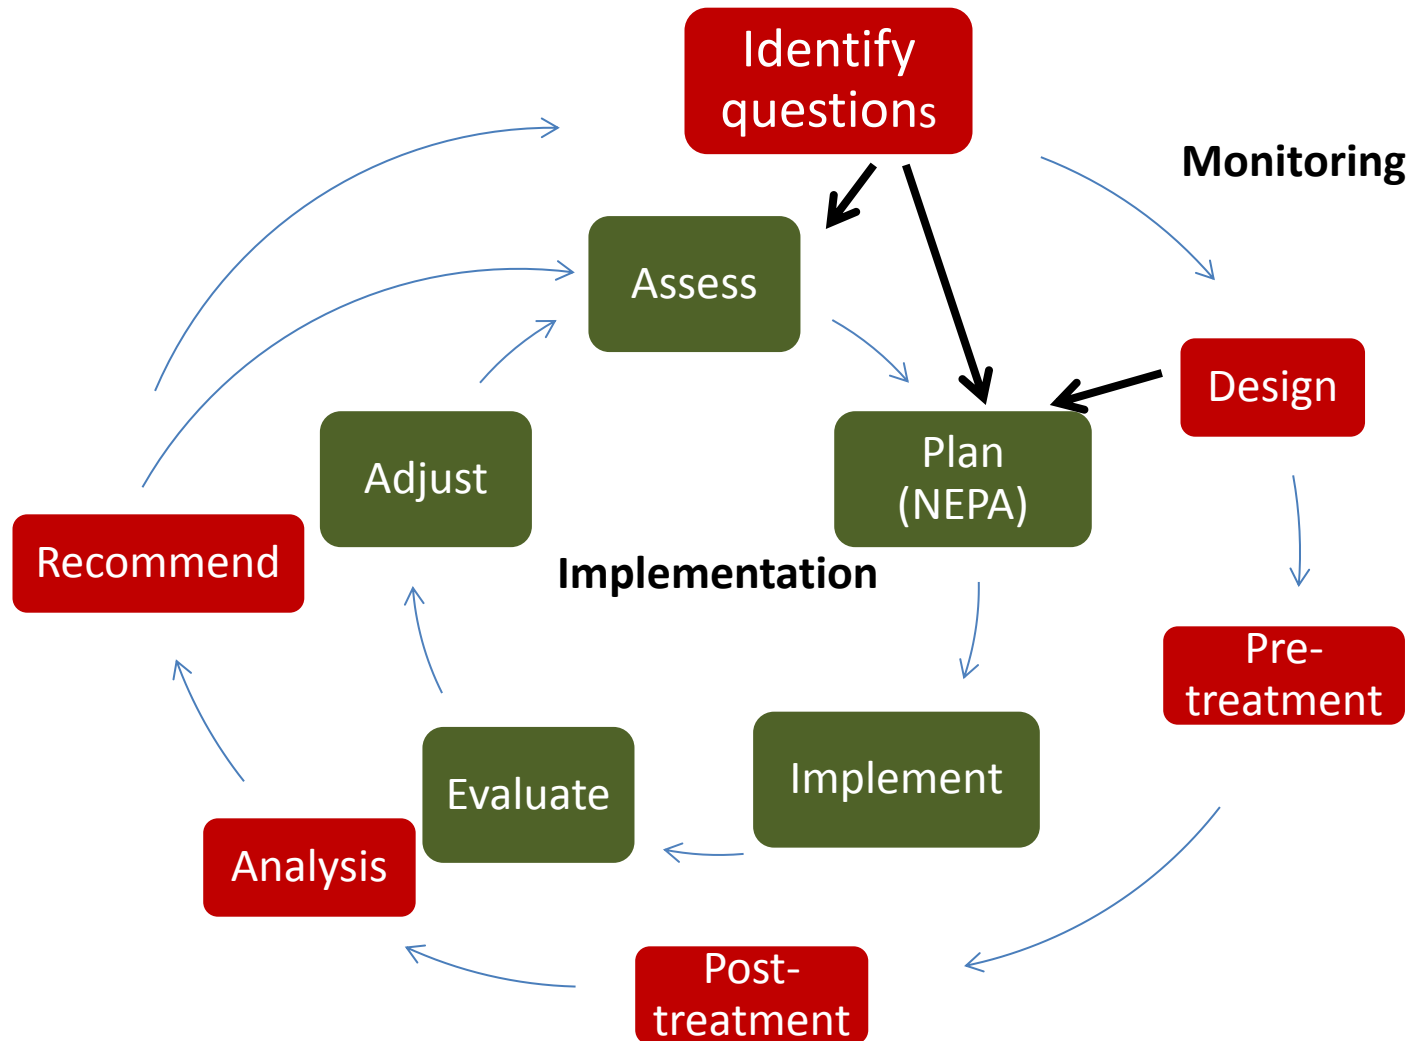 Identify
questions
Monitoring
Assess
Design
Plan
(NEPA)
Adjust
Recommend
Implementation
Pre-
treatment
Implement
Evaluate
Analysis
Post-
treatment